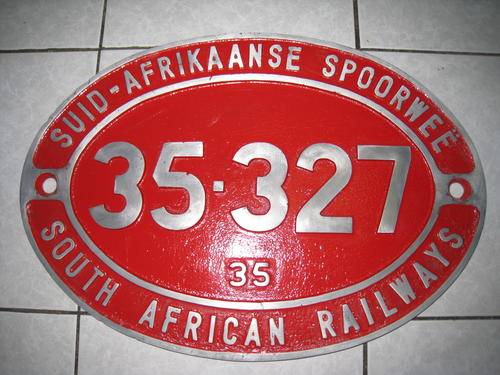 SUID-AFRIKAANSE SPOORWEË
35·327
35
SOUTH AFRICAN RAILWAYS